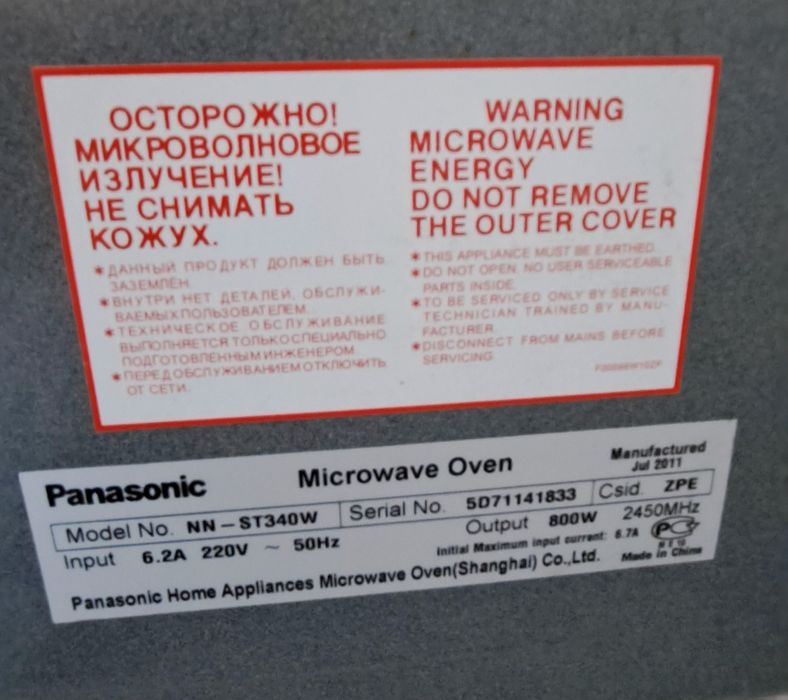 ОСТОРОЖНО!
МИКРОВОЛНОВОЕ
ИЗЛУЧЕНИЕ!
НЕ СНИМАТЬ
КОЖУХ.
*ДАННЫЙ ПРОДУКТ ДОЛЖЕН БЫТЬ
ЗАЗЕМЛЁН.
*ВНУТРИ НЕТ ДЕТАЛЕЙ, ОБСЛУЖИ-
ВАЕМЫХ ПОЛЬЗОВАТЕЛЕМ.
*ТЕХНИЧЕСКОЕ ОБСЛУЖИВАНИЕ
ВЫПОЛНЯЕТСЯ ТОЛЬКО СПЕЦИАЛЬНО
ПОДГОТОВЛЕННЫМ ИНЖЕНЕРОМ.
*ПЕРЕД ОБСЛУЖИВАНИЕМ ОТКЛЮЧИТЬ
ОТ СЕТИ.
WARNING
MICROWAVE
ENERGY
DO NOT REMOVE
THE OUTER COVER
*THIS APPLIANCE MUST BE EARTHED.
*DO NOT OPEN. NO USER SERVICEABLE
PARTS INSIDE.
*TO BE SERVICED ONLY BY SERVICE
TECHNICIAN TRAINED BY MANU-
FACTURER.
*DISCONNECT FROM MAINS BEFORE
SERVICING.
Panasonic Microwave Oven Manufactured
Jul 2011
Model No. NN-ST340W Serial No. 5D71141833 Csid. ZPE
Input 6.2A 220V ~ 50Hz Output 800W 2450MHz
Initial Maximum input current: 6.7A
Panasonic Home Appliances Microwave Oven(Shanghai) Co.,Ltd. Made in China